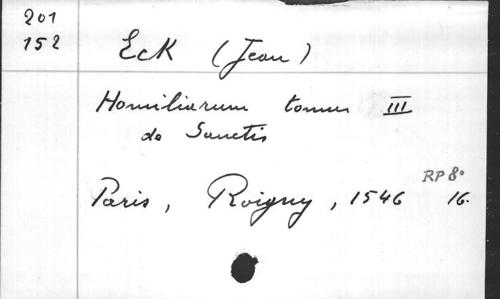 201
152
Eck (Jean)
Homiliarum tomus III
de Sanctis
RP 8°
Paris, Roigny, 1546 16.